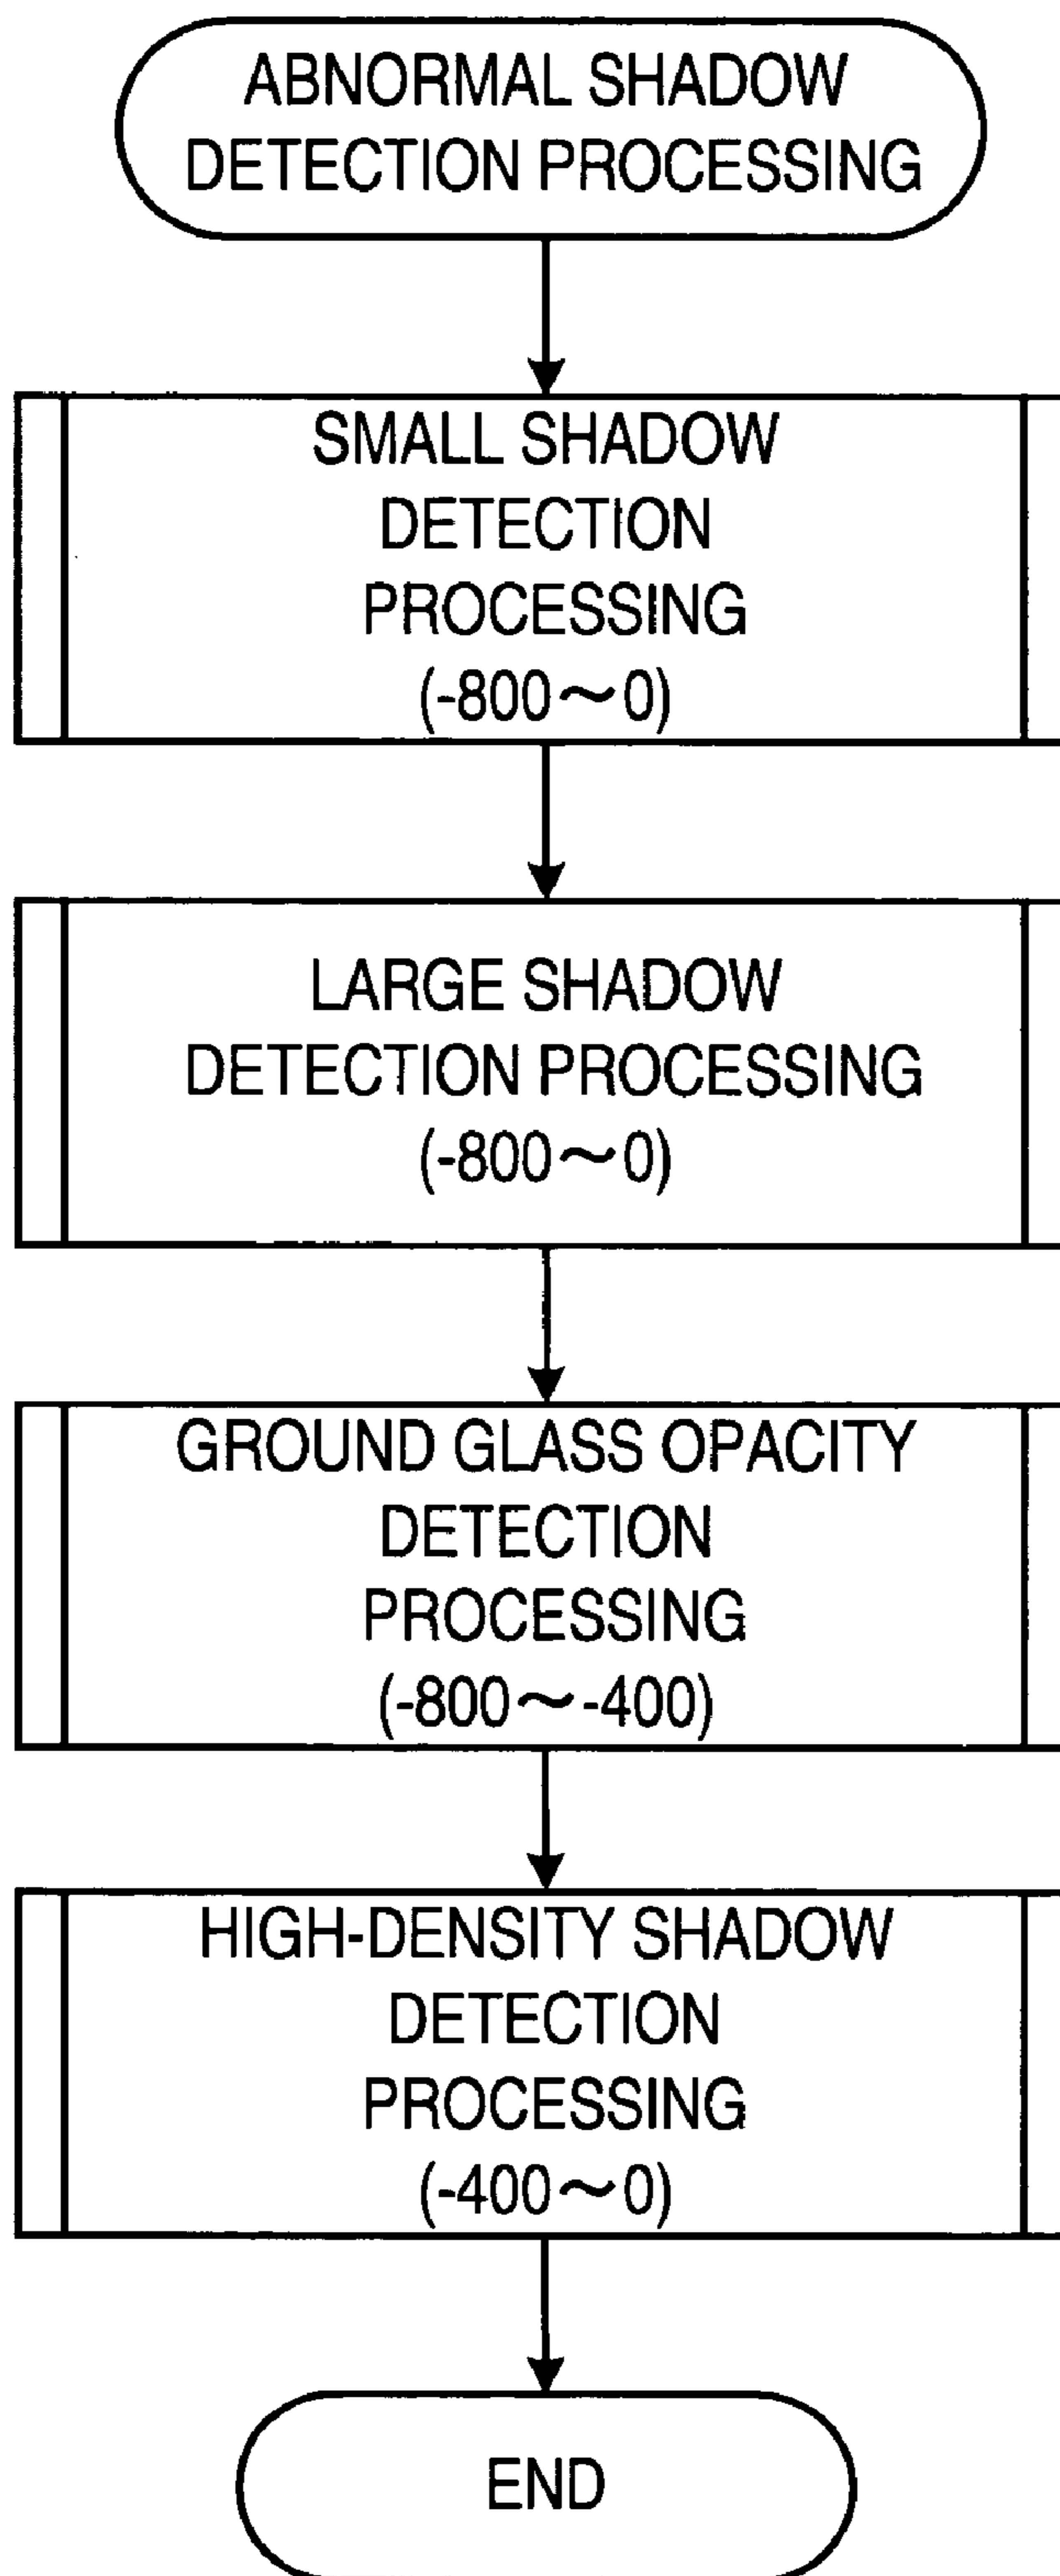 ABNORMAL SHADOW
DETECTION PROCESSING
SMALL SHADOW
DETECTION
PROCESSING
(-800～0)
LARGE SHADOW
DETECTION PROCESSING
(-800～0)
GROUND GLASS OPACITY
DETECTION
PROCESSING
(-800～-400)
HIGH-DENSITY SHADOW
DETECTION
PROCESSING
(-400～0)
END